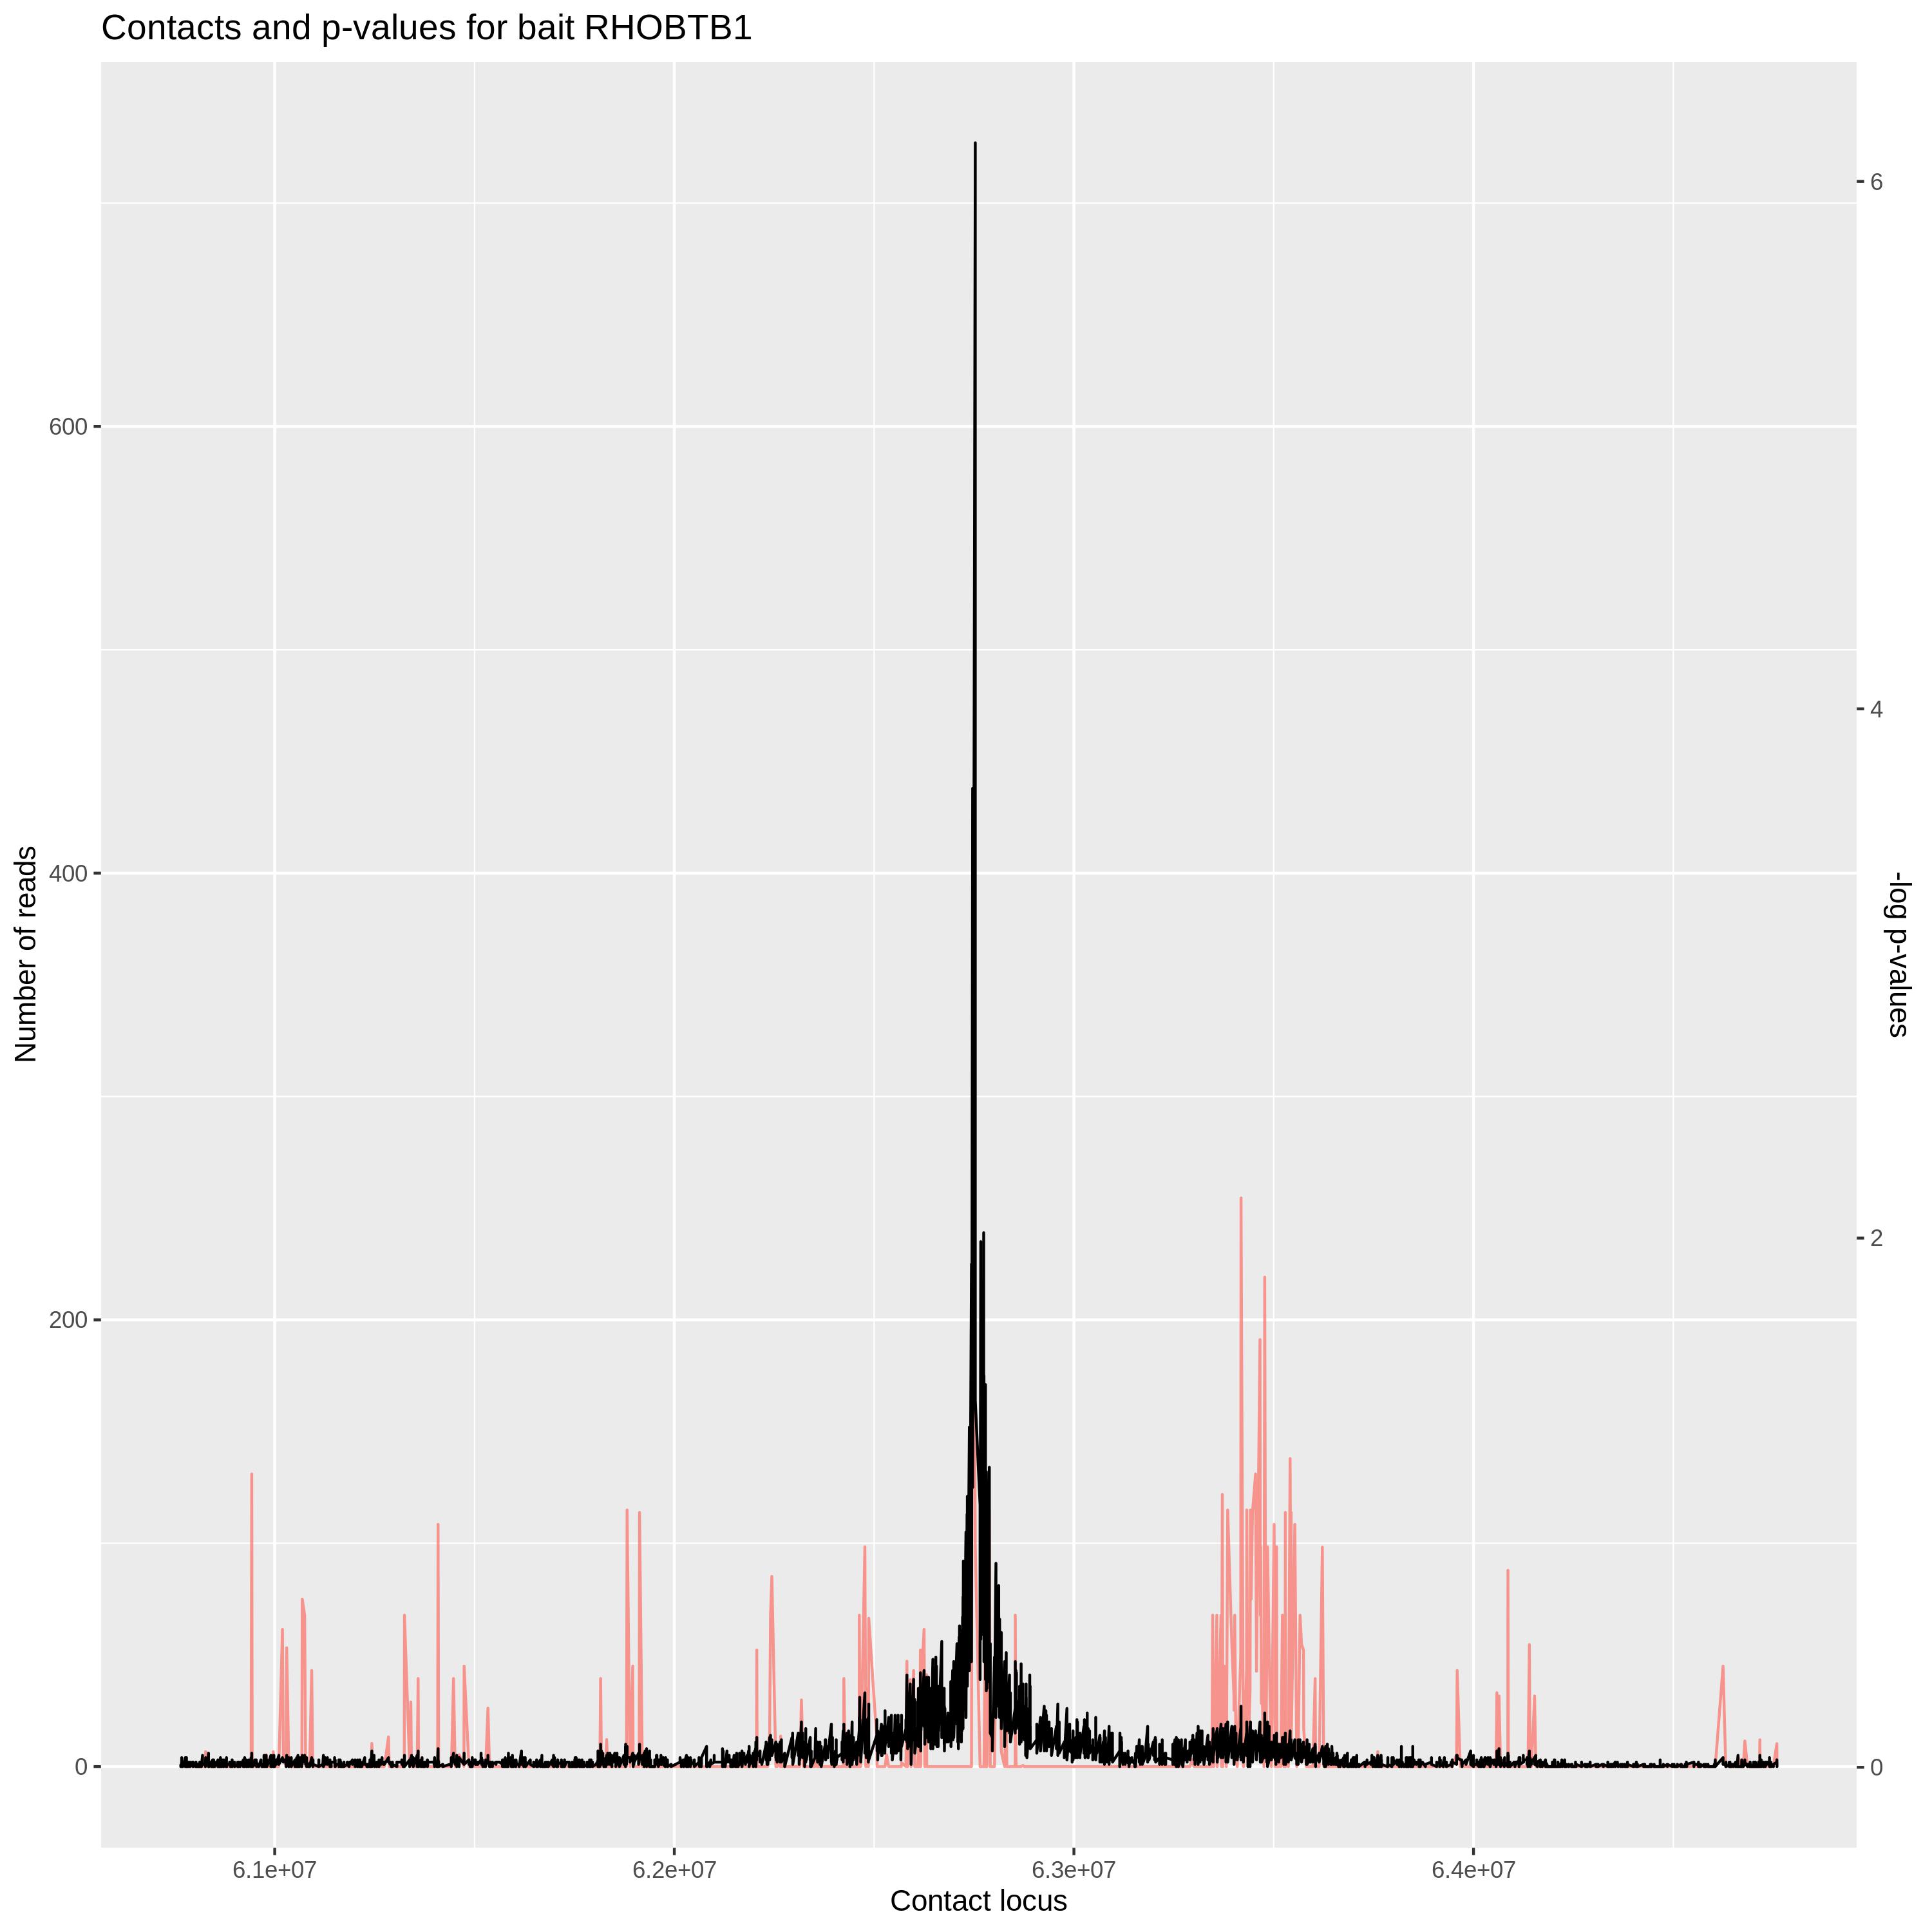 Contacts and p-values for bait RHOBTB1
Number of reads
600
400
200
0
6
4
2
0
-log p-values
6.1e+07
6.2e+07
6.3e+07
6.4e+07
Contact locus